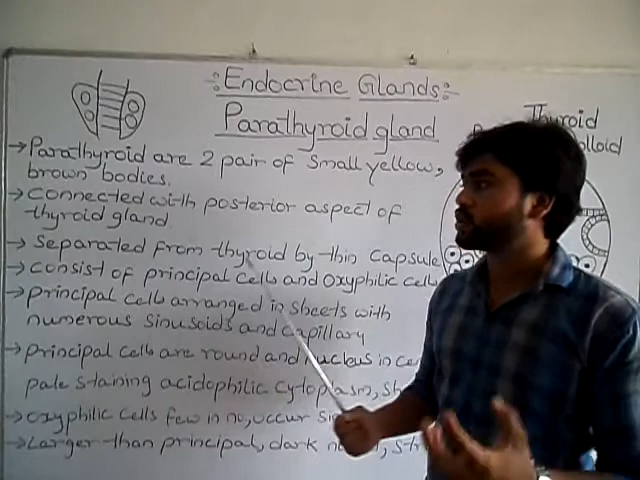 ÷Endocrine Glands÷
Parathyroid gland
Thyroid
→ Parathyroid are 2 pair of small yellow,
brown bodies.
→ connected with posterior aspect of
thyroid gland
→ separated from thyroid by thin capsule
→ consist of principal cells and oxyphilic cells
→ principal cells arranged in sheets with
numerous sinusoids and capillary
→ principal cells are round and nucleus in
pale staining acidophilic cytoplasm,
→ oxyphilic cells few in no, occur
→ Larger than principal, dark